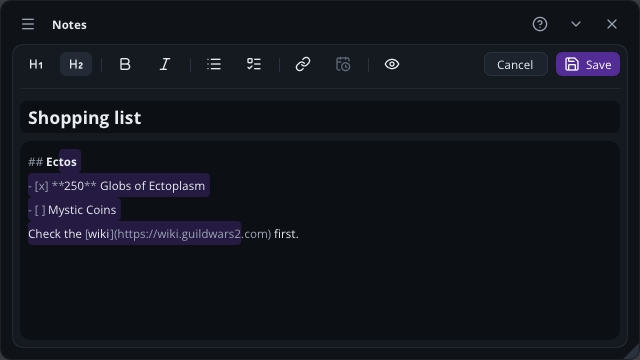 Notes
H1 H2 B I Cancel Save
Shopping list
## Ectos
- [x] **250** Globs of Ectoplasm
- [ ] Mystic Coins
Check the [wiki](https://wiki.guildwars2.com) first.